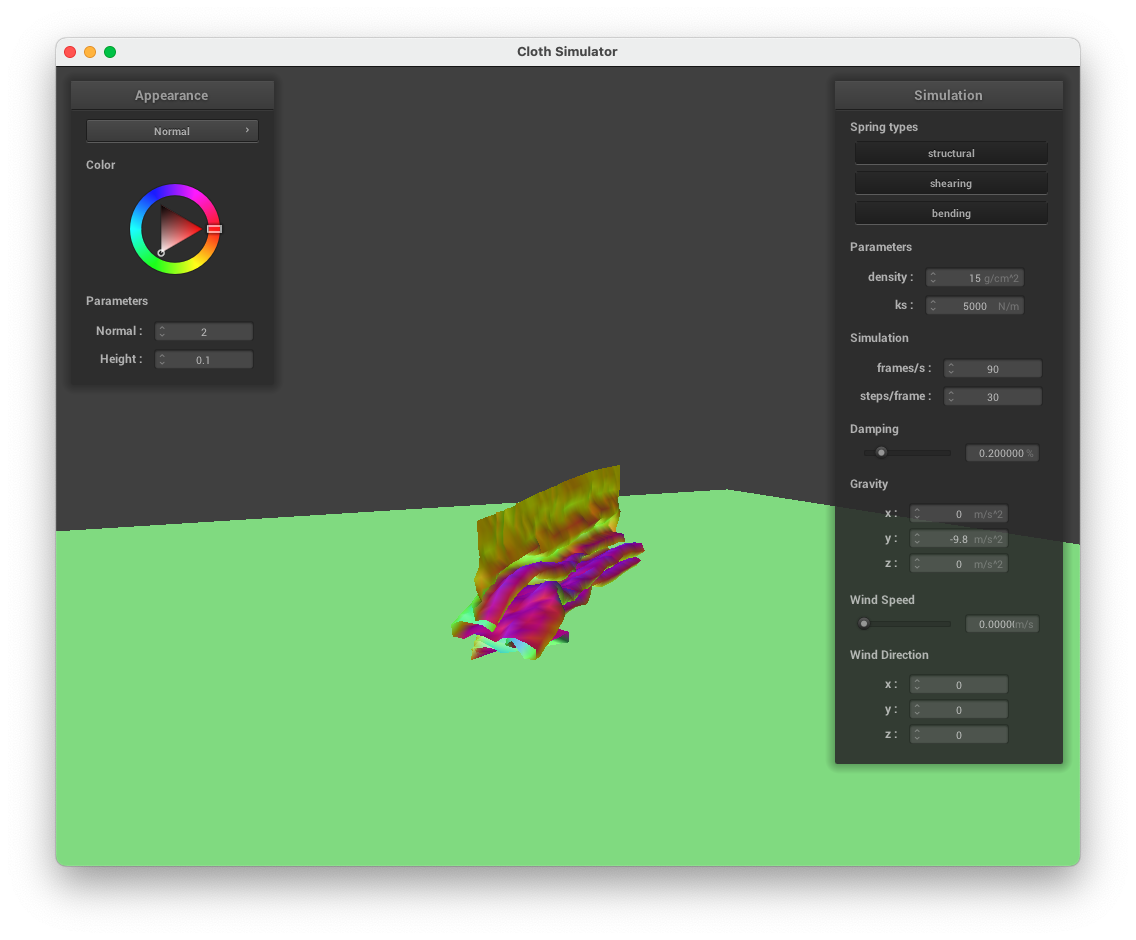 Cloth Simulator
Appearance
Normal ›
Color
Parameters
Normal : 2
Height : 0.1
Simulation
Spring types
structural
shearing
bending
Parameters
density : 15 g/cm^2
ks : 5000 N/m
Simulation
frames/s : 90
steps/frame : 30
Damping
0.200000 %
Gravity
x : 0 m/s^2
y : -9.8 m/s^2
z : 0 m/s^2
Wind Speed
0.0000 m/s
Wind Direction
x : 0
y : 0
z : 0